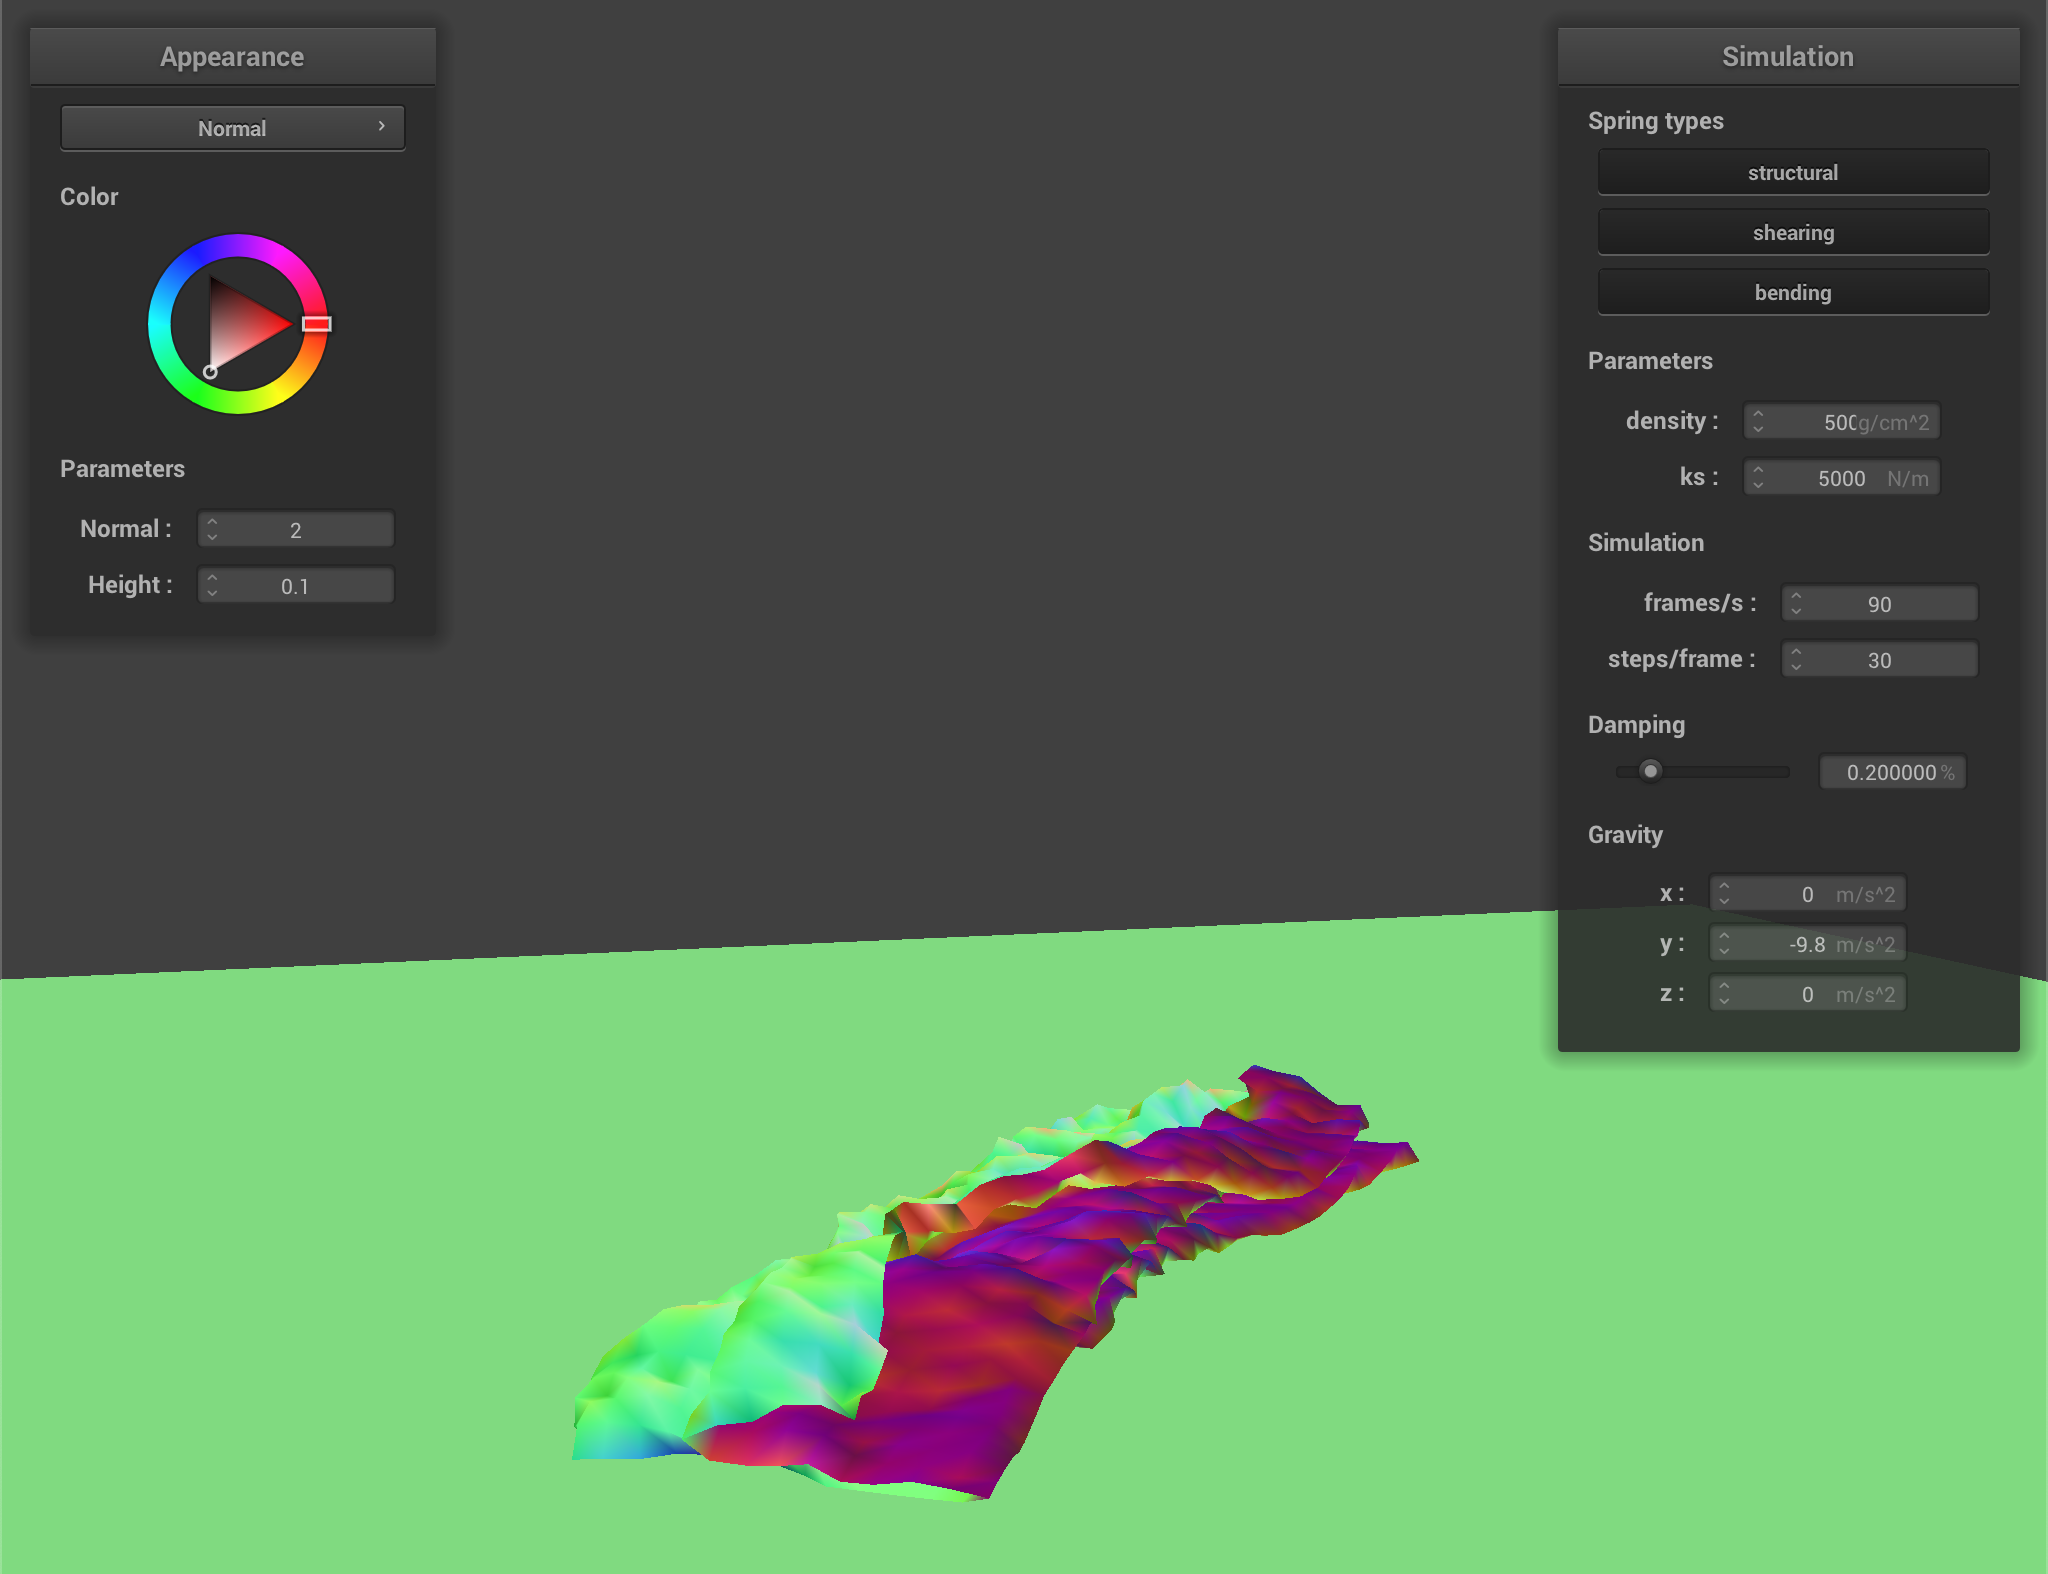 Appearance
Normal
Color
Parameters
Normal : 2
Height : 0.1
Simulation
Spring types
structural
shearing
bending
Parameters
density : 500 g/cm^2
ks : 5000 N/m
Simulation
frames/s : 90
steps/frame : 30
Damping
0.200000 %
Gravity
x : 0 m/s^2
y : -9.8 m/s^2
z : 0 m/s^2